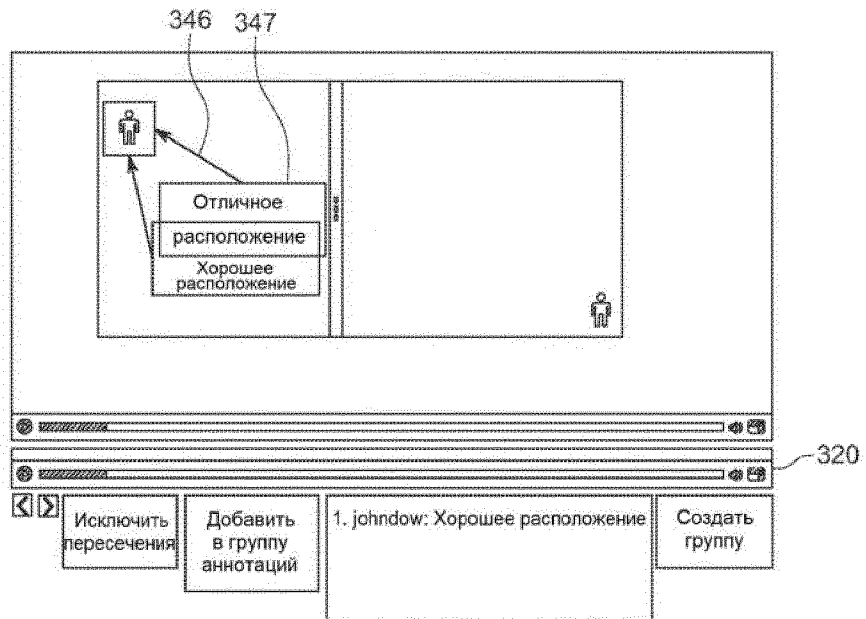 346
347
Отличное
расположение
Хорошее
расположение
320
Исключить
пересечения
Добавить
в группу
аннотаций
1. johndow: Хорошее расположение
Создать
группу